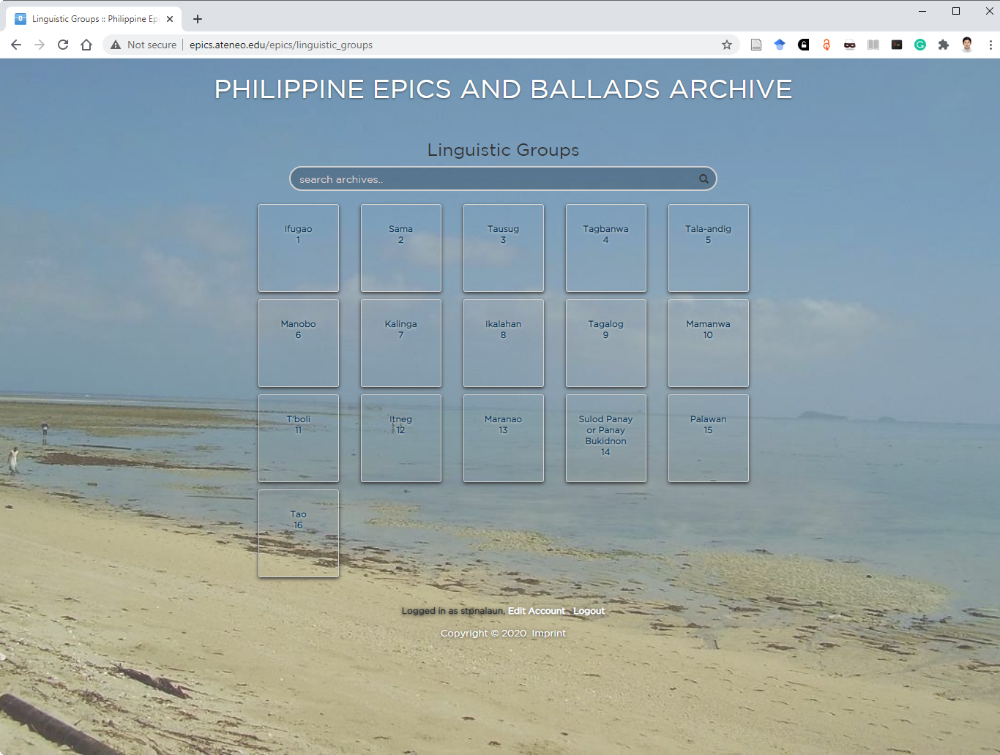 Linguistic Groups :: Philippine Ep
Not secure
epics.ateneo.edu/epics/linguistic_groups
PHILIPPINE EPICS AND BALLADS ARCHIVE
Linguistic Groups
search archives..
Ifugao
1
Sama
2
Tausug
3
Tagbanwa
4
Tala-andig
5
Manobo
6
Kalinga
7
Ikalahan
8
Tagalog
9
Mamanwa
10
T'boli
11
Itneg
12
Maranao
13
Sulod Panay
or Panay
Bukidnon
14
Palawan
15
Tao
16
Logged in as stpnalaun, Edit Account Logout
Copyright © 2020. Imprint